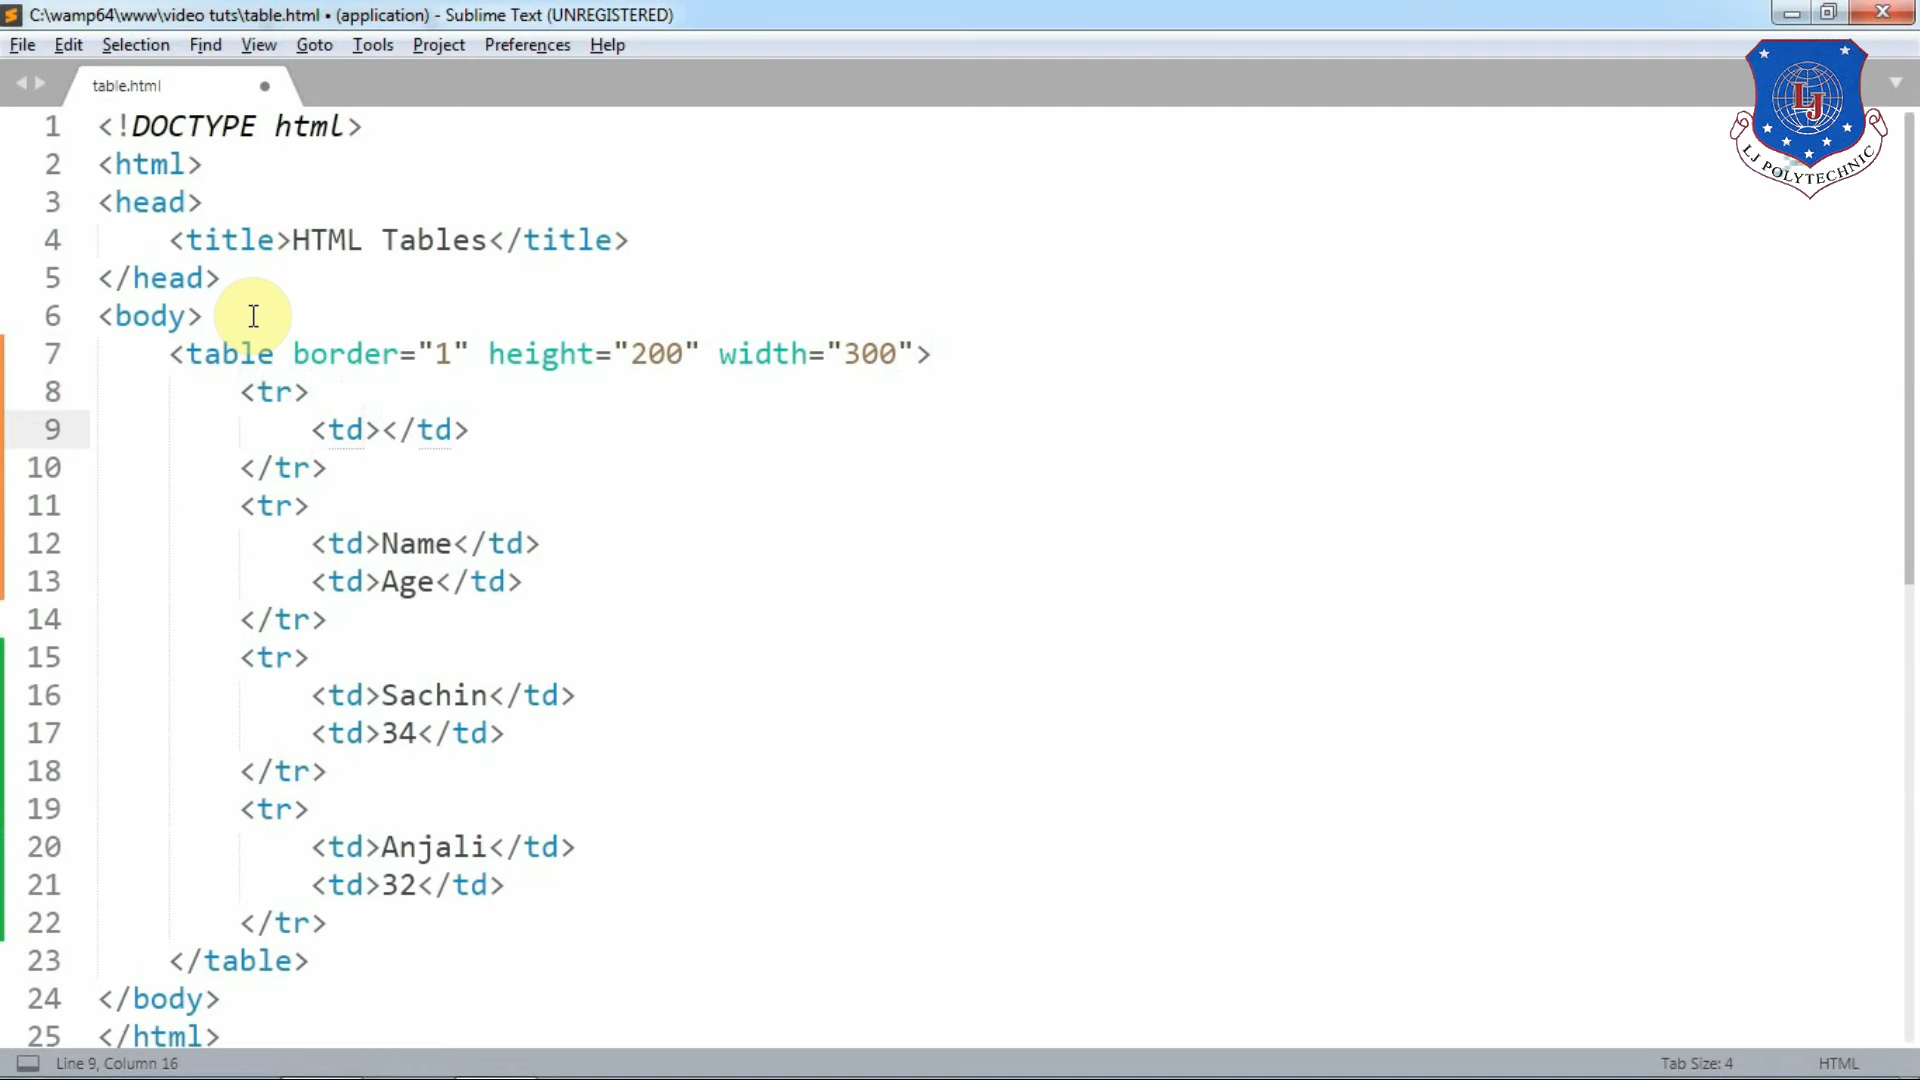 C:\wamp64\www\video tuts\table.html • (application) - Sublime Text (UNREGISTERED)
File Edit Selection Find View Goto Tools Project Preferences Help
table.html
LJ
LJ POLYTECHNIC
1 <!DOCTYPE html>
2 <html>
3 <head>
4 <title>HTML Tables</title>
5 </head>
6 <body>
7 <table border="1" height="200" width="300">
8 <tr>
9 <td></td>
10 </tr>
11 <tr>
12 <td>Name</td>
13 <td>Age</td>
14 </tr>
15 <tr>
16 <td>Sachin</td>
17 <td>34</td>
18 </tr>
19 <tr>
20 <td>Anjali</td>
21 <td>32</td>
22 </tr>
23 </table>
24 </body>
25 </html>
Line 9, Column 16
Tab Size: 4
HTML